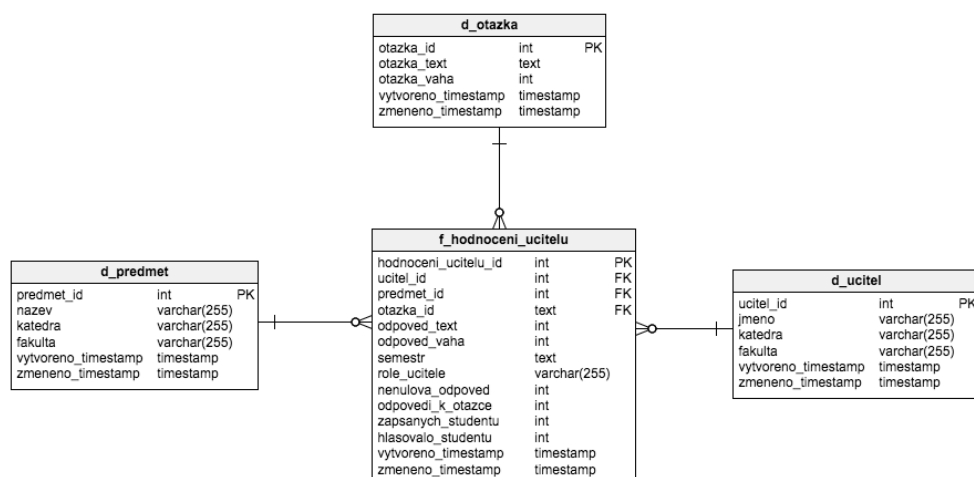 d_otazka
otazka_id int PK
otazka_text text
otazka_vaha int
vytvoreno_timestamp timestamp
zmeneno_timestamp timestamp
f_hodnoceni_ucitelu
hodnoceni_ucitelu_id int PK
ucitel_id int FK
predmet_id int FK
otazka_id text FK
odpoved_text int
odpoved_vaha int
semestr text
role_ucitele varchar(255)
nenulova_odpoved int
odpovedi_k_otazce int
zapsanych_studentu int
hlasovalo_studentu int
vytvoreno_timestamp timestamp
zmeneno_timestamp timestamp
d_predmet
predmet_id int PK
nazev varchar(255)
katedra varchar(255)
fakulta varchar(255)
vytvoreno_timestamp timestamp
zmeneno_timestamp timestamp
d_ucitel
ucitel_id int PK
jmeno varchar(255)
katedra varchar(255)
fakulta varchar(255)
vytvoreno_timestamp timestamp
zmeneno_timestamp timestamp